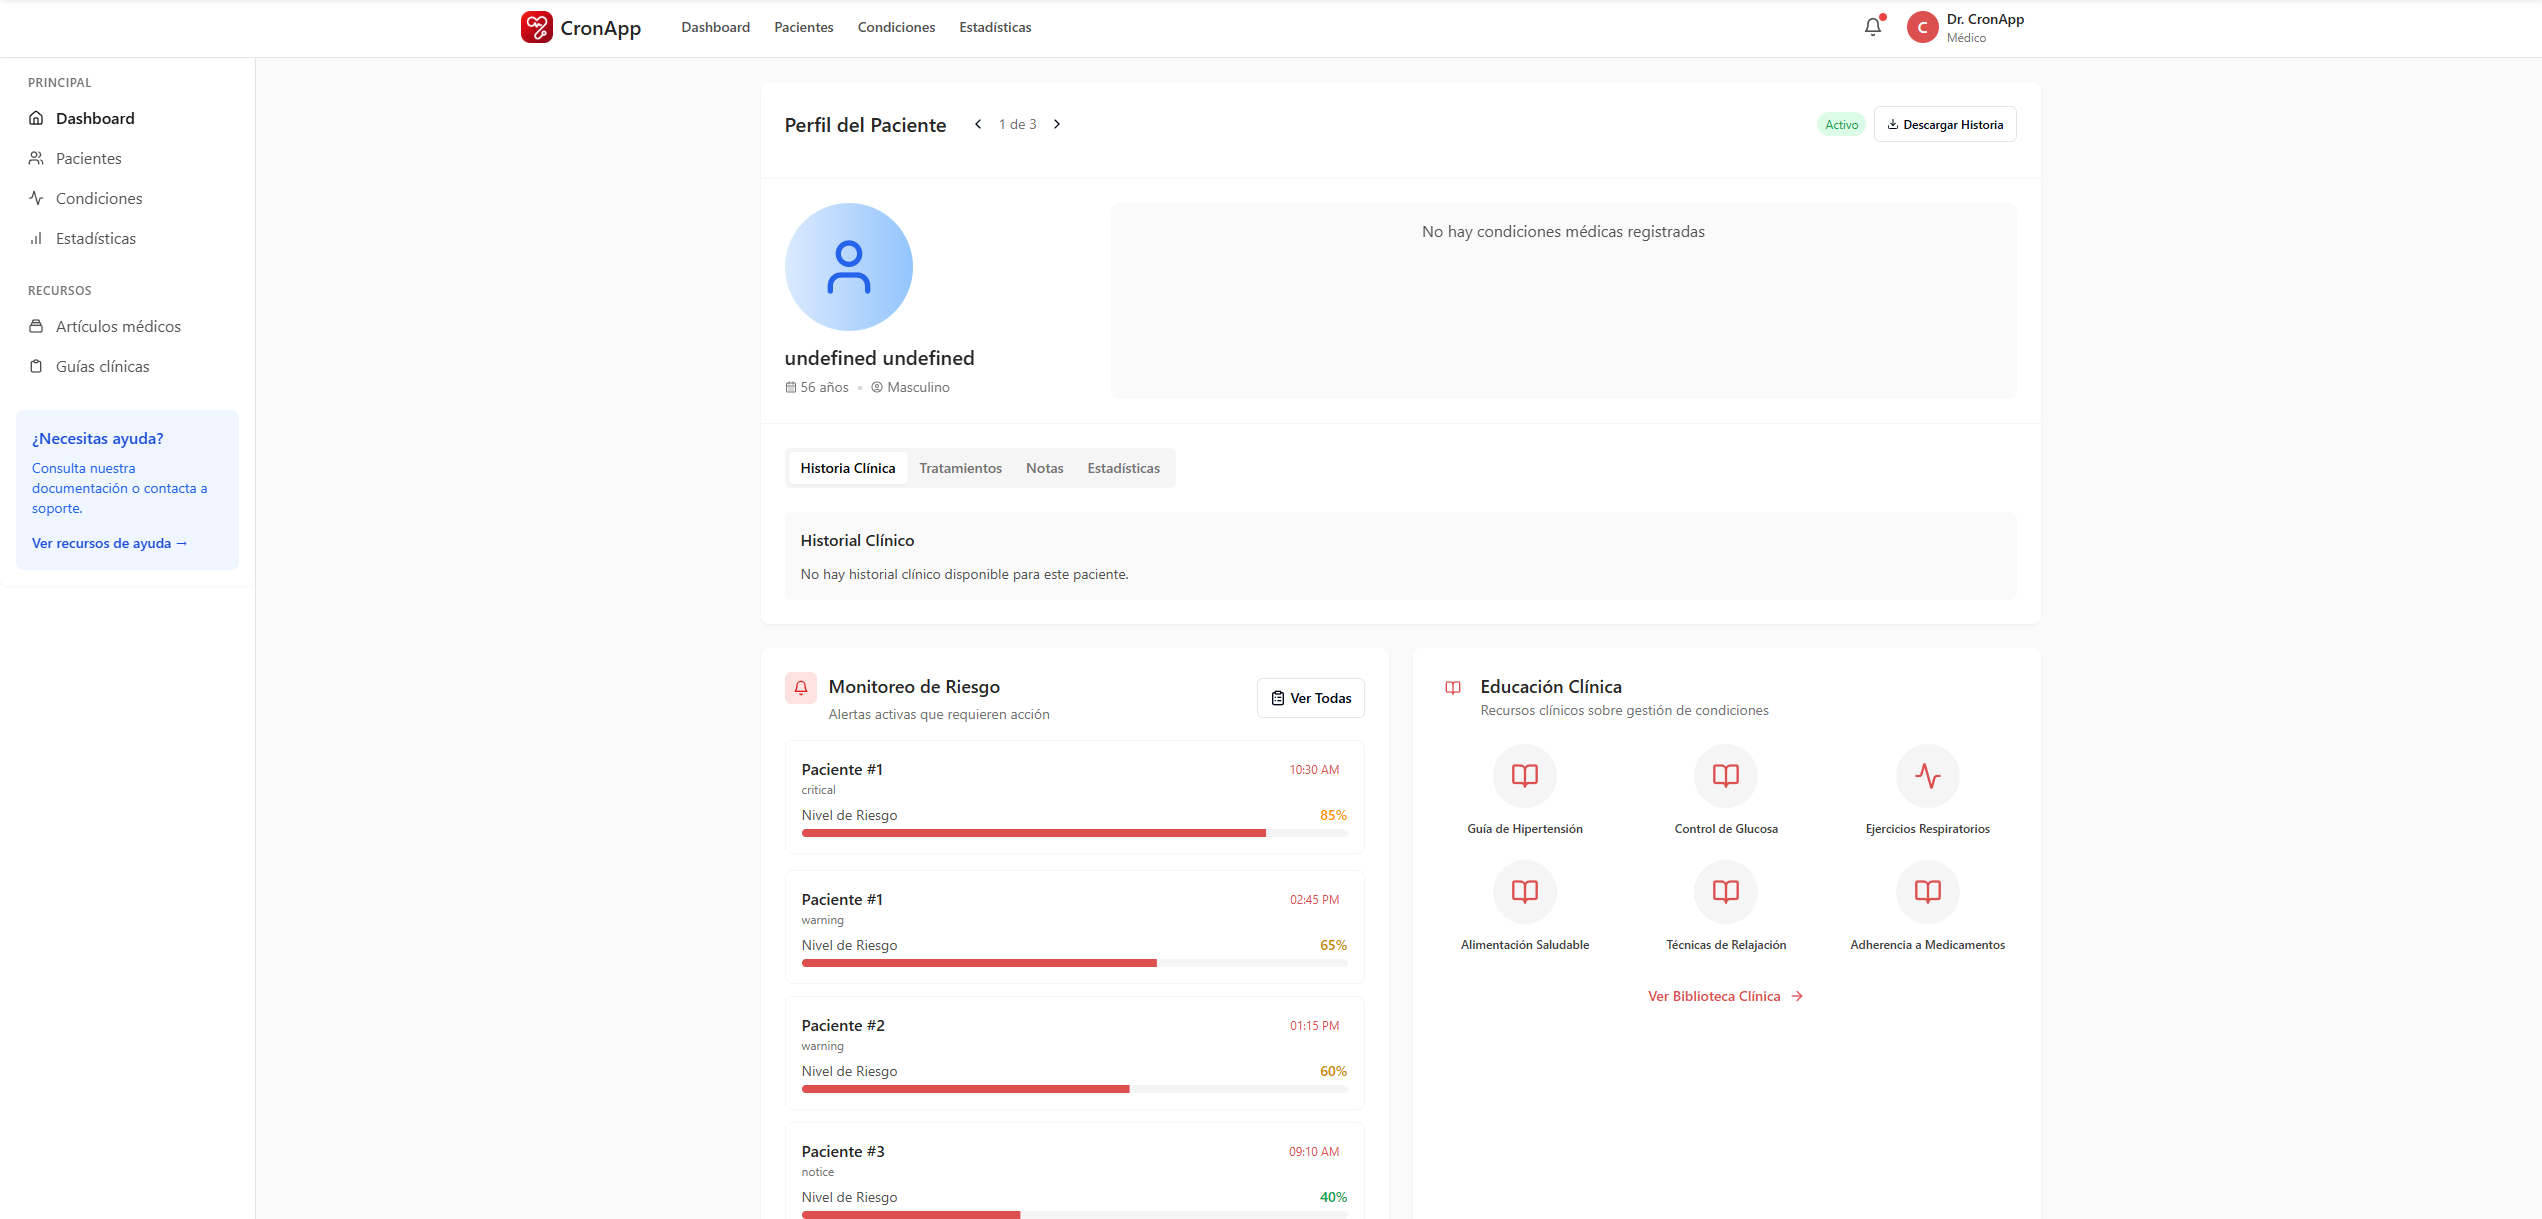 CronApp
Dashboard
Pacientes
Condiciones
Estadísticas
C
Dr. CronApp
Médico
PRINCIPAL
Dashboard
Pacientes
Condiciones
Estadísticas
RECURSOS
Artículos médicos
Guías clínicas
¿Necesitas ayuda?
Consulta nuestra
documentación o contacta a
soporte.
Ver recursos de ayuda →
Perfil del Paciente
1 de 3
Activo
Descargar Historia
No hay condiciones médicas registradas
undefined undefined
56 años • Masculino
Historia Clínica
Tratamientos
Notas
Estadísticas
Historial Clínico
No hay historial clínico disponible para este paciente.
Monitoreo de Riesgo
Alertas activas que requieren acción
Ver Todas
Paciente #1
10:30 AM
critical
Nivel de Riesgo
85%
Paciente #1
02:45 PM
warning
Nivel de Riesgo
65%
Paciente #2
01:15 PM
warning
Nivel de Riesgo
60%
Paciente #3
09:10 AM
notice
Nivel de Riesgo
40%
Educación Clínica
Recursos clínicos sobre gestión de condiciones
Guía de Hipertensión
Control de Glucosa
Ejercicios Respiratorios
Alimentación Saludable
Técnicas de Relajación
Adherencia a Medicamentos
Ver Biblioteca Clínica →